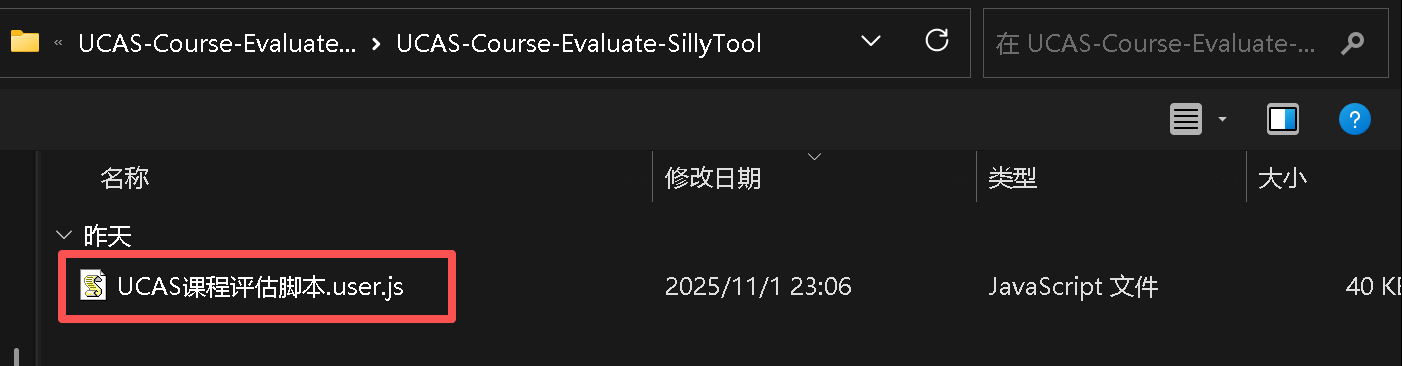 « UCAS-Course-Evaluate... › UCAS-Course-Evaluate-SillyTool 在 UCAS-Course-Evaluate-...
名称 修改日期 类型 大小
昨天
UCAS课程评估脚本.user.js 2025/11/1 23:06 JavaScript 文件 40